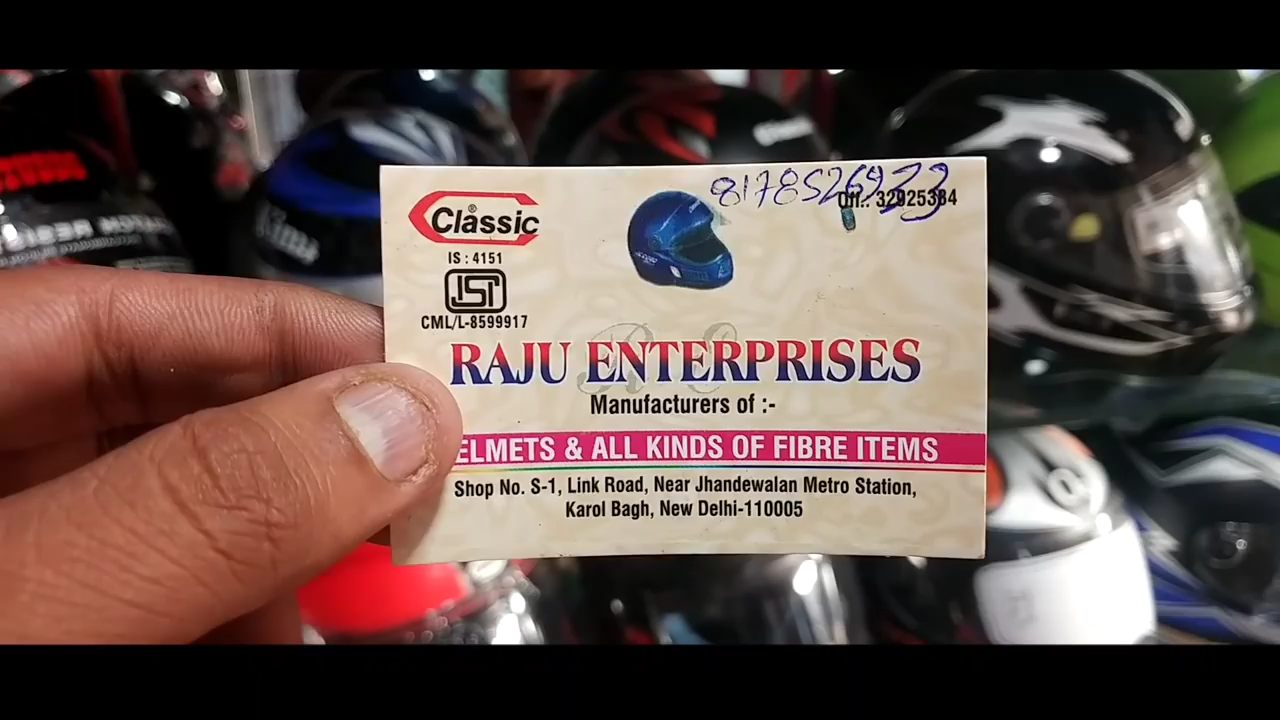 Classic®
IS : 4151
ISI
CML/L-8599917
Off.: 32925384
RAJU ENTERPRISES
Manufacturers of :-
ELMETS & ALL KINDS OF FIBRE ITEMS
Shop No. S-1, Link Road, Near Jhandewalan Metro Station,
Karol Bagh, New Delhi-110005